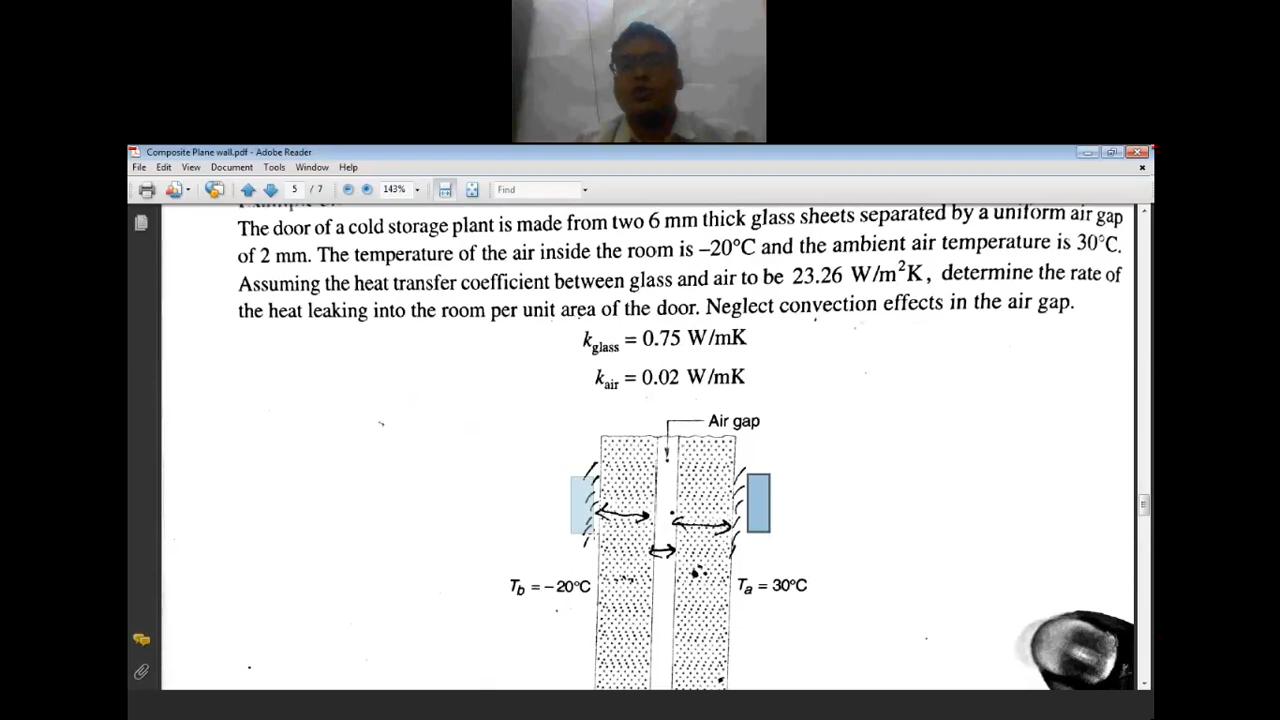 Composite Plane wall.pdf - Adobe Reader
File Edit View Document Tools Window Help
5 / 7 143% Find
The door of a cold storage plant is made from two 6 mm thick glass sheets separated by a uniform air gap
of 2 mm. The temperature of the air inside the room is –20°C and the ambient air temperature is 30°C.
Assuming the heat transfer coefficient between glass and air to be 23.26 W/m²K, determine the rate of
the heat leaking into the room per unit area of the door. Neglect convection effects in the air gap.
kglass = 0.75 W/mK
kair = 0.02 W/mK
Air gap
Tb = –20°C Ta = 30°C